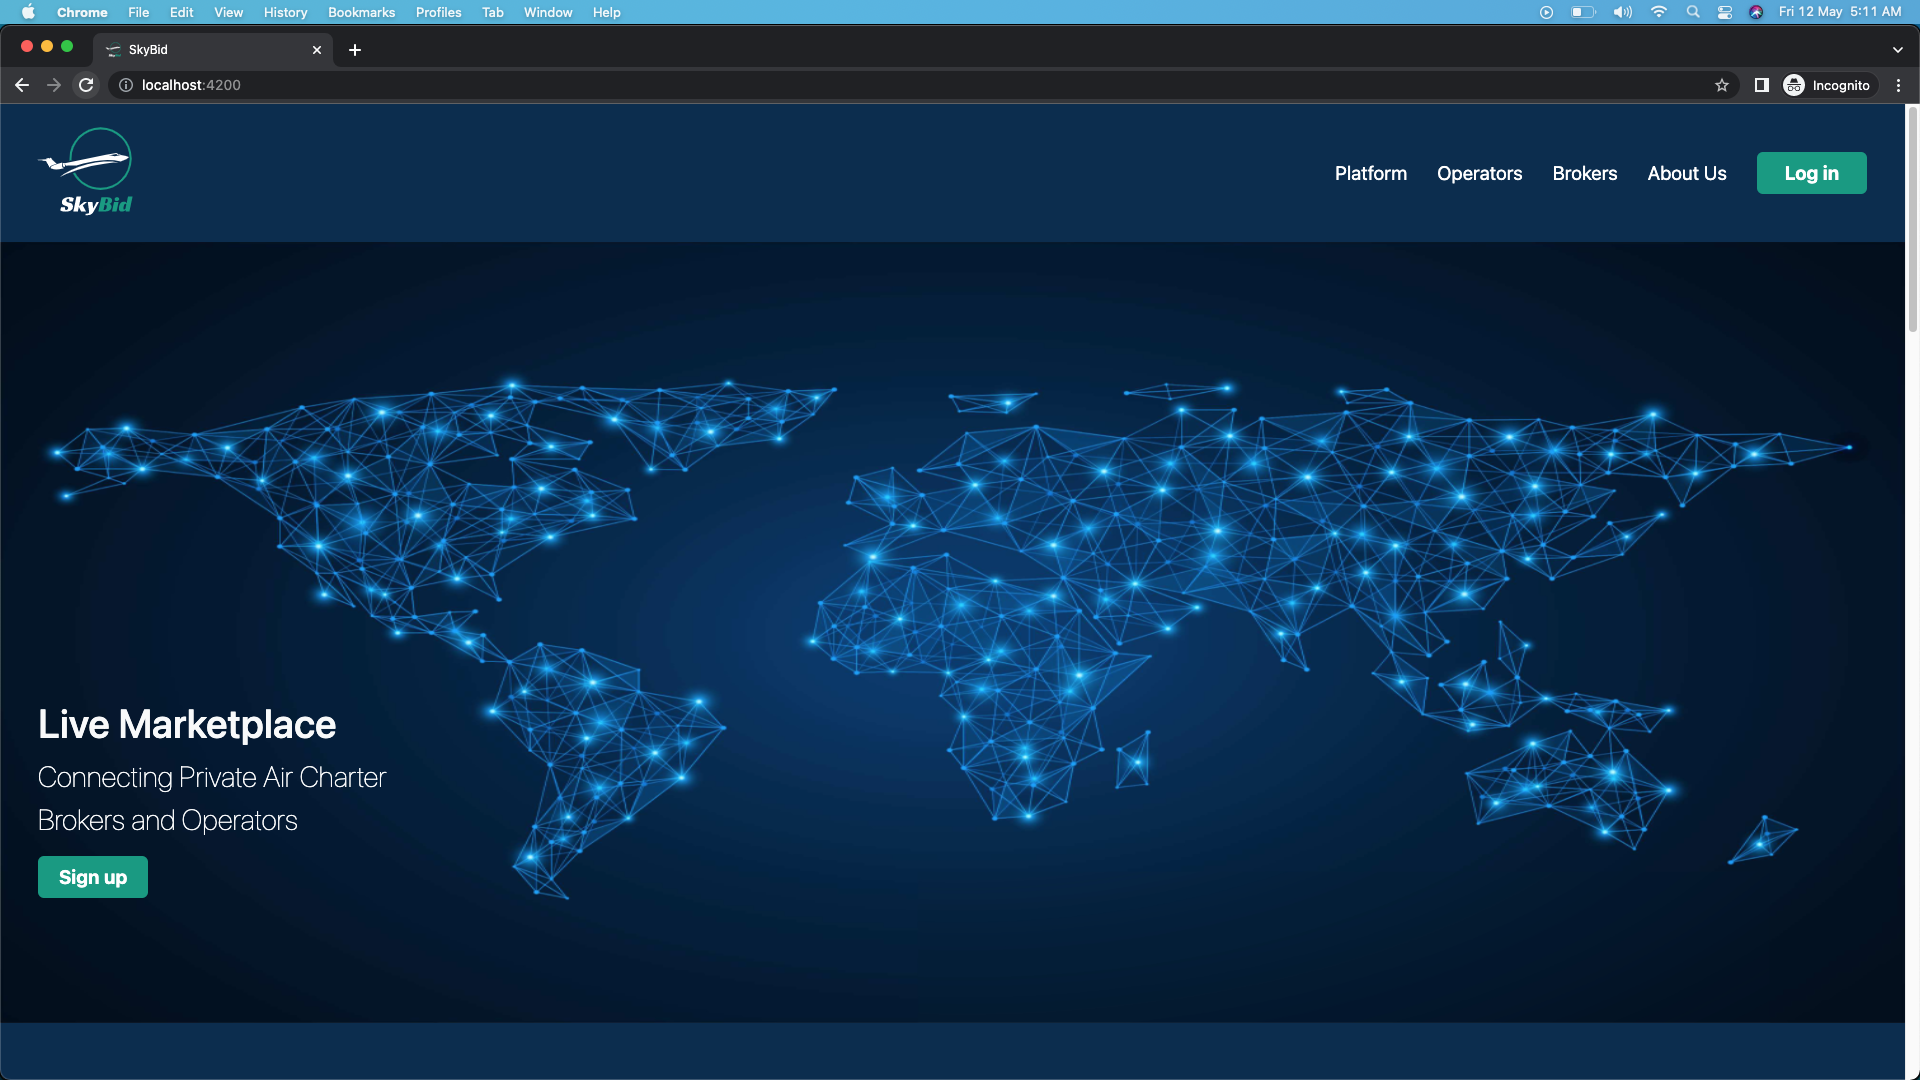 Chrome File Edit View History Bookmarks Profiles Tab Window Help Fri 12 May 5:11 AM
SkyBid
localhost:4200 Incognito
Platform Operators Brokers About Us Log in
SkyBid
Live Marketplace
Connecting Private Air Charter
Brokers and Operators
Sign up